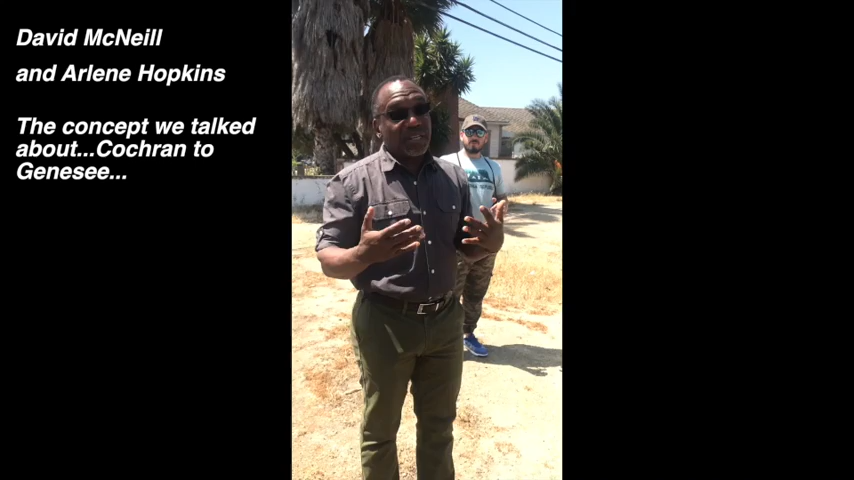 David McNeill
and Arlene Hopkins
The concept we talked
about...Cochran to
Genesee...